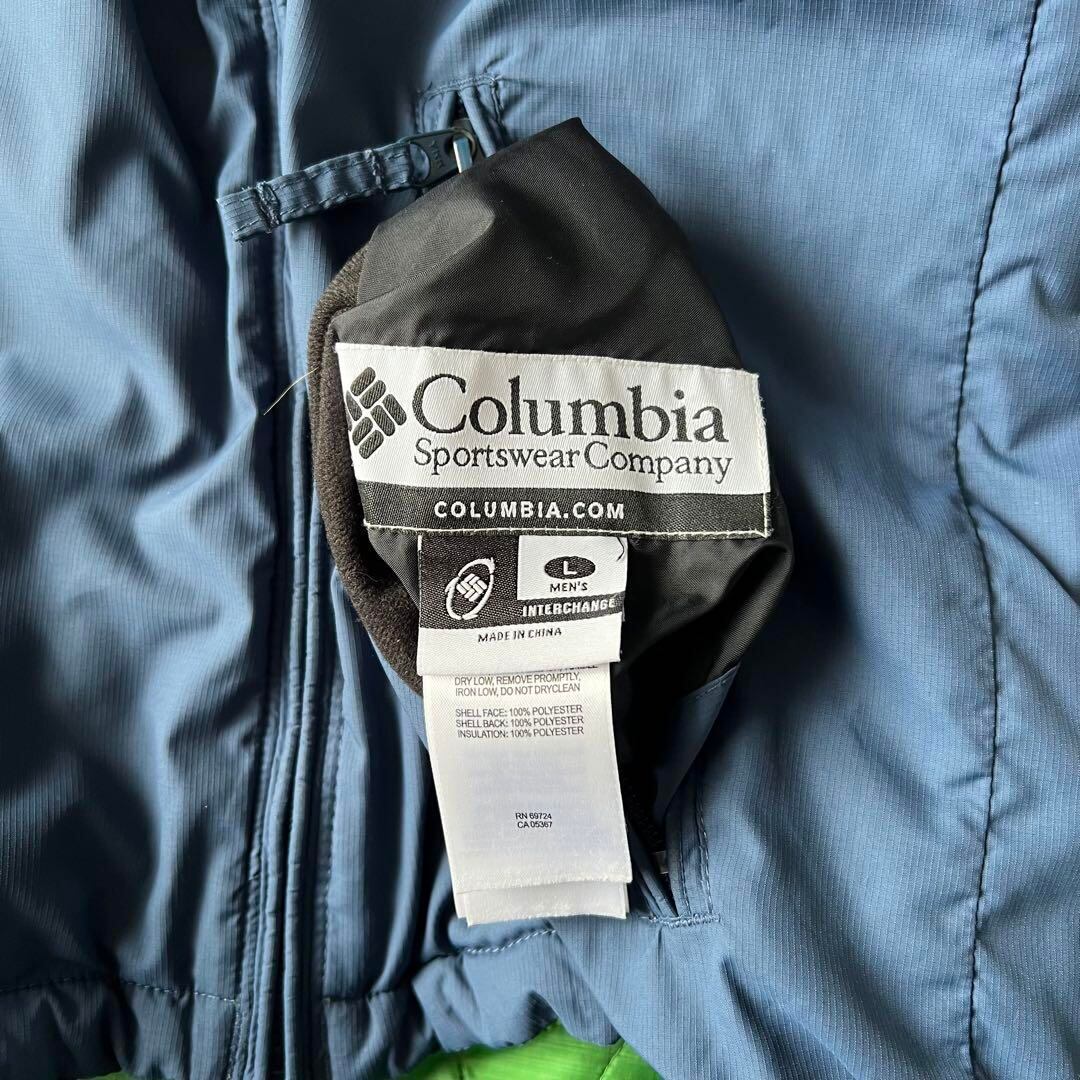 Columbia
Sportswear Company
COLUMBIA.COM
L
MEN'S
INTERCHANGE
MADE IN CHINA
DRY LOW, REMOVE PROMPTLY,
IRON LOW, DO NOT DRYCLEAN
SHELL FACE: 100% POLYESTER
SHELL BACK: 100% POLYESTER
INSULATION: 100% POLYESTER
RN 69724
CA 05367